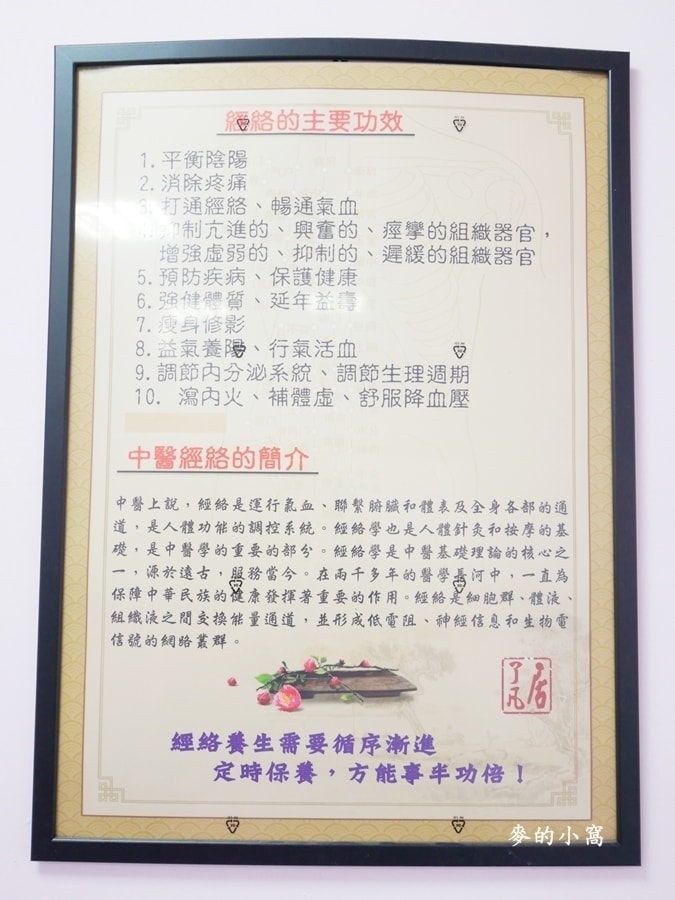 經絡的主要功效
1. 平衡陰陽
2. 消除疼痛
3. 打通經絡、暢通氣血
4. 抑制亢進的、興奮的、痙攣的組織器官，
增強虛弱的、抑制的、遲緩的組織器官
5. 預防疾病、保護健康
6. 強健體質、延年益壽
7. 瘦身修影
8. 益氣養陽、行氣活血
9. 調節內分泌系統、調節生理週期
10. 瀉內火、補體虛、舒服降血壓
中醫經絡的簡介
中醫上說，經絡是運行氣血、聯繫腑臟和體表及全身各部的通
道，是人體功能的調控系統。經絡學也是人體針灸和按摩的基
礎，是中醫學的重要的部分。經絡學是中醫基礎理論的核心之
一，源於遠古，服務當今。在兩千多年的醫學長河中，一直為
保障中華民族的健康發揮著重要的作用。經絡是細胞群、體液、
組織液之間交換能量通道，並形成低電阻、神經信息和生物電
信號的網絡叢群。
了凡居
經絡養生需要循序漸進
定時保養，方能事半功倍！
麥的小窩